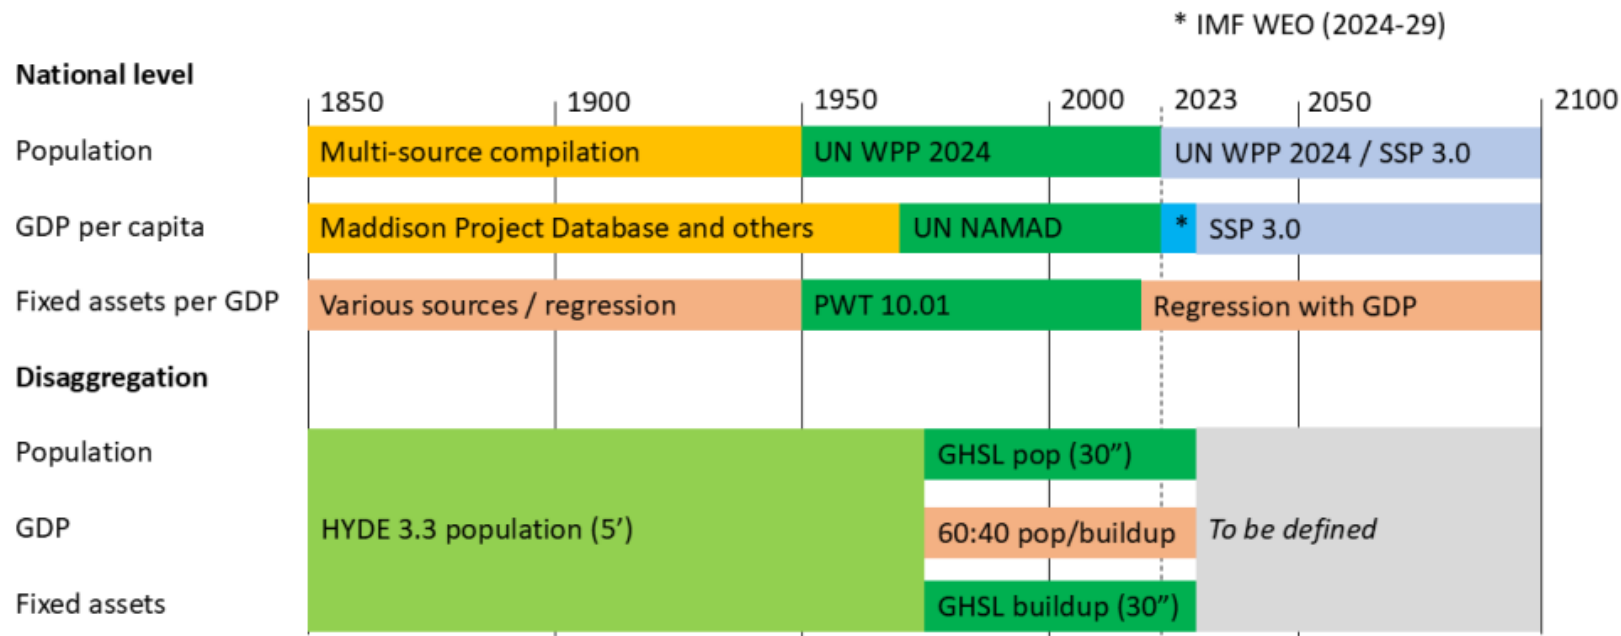 * IMF WEO (2024-29)
National level
1850 1900 1950 2000 2023 2050 2100
Population Multi-source compilation UN WPP 2024 UN WPP 2024 / SSP 3.0
GDP per capita Maddison Project Database and others UN NAMAD * SSP 3.0
Fixed assets per GDP Various sources / regression PWT 10.01 Regression with GDP
Disaggregation
Population GHSL pop (30”)
GDP HYDE 3.3 population (5’) 60:40 pop/buildup To be defined
Fixed assets GHSL buildup (30”)